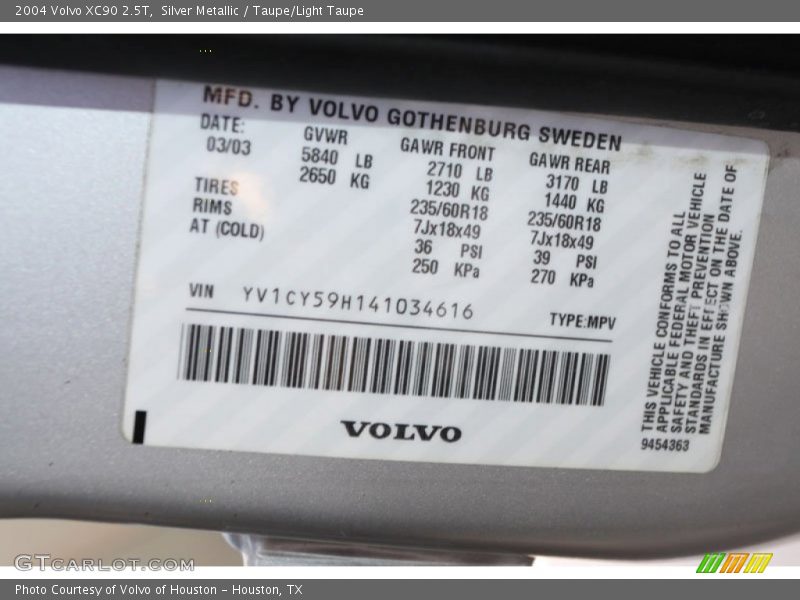 2004 Volvo XC90 2.5T, Silver Metallic / Taupe/Light Taupe
MFD. BY VOLVO GOTHENBURG SWEDEN
DATE: GVWR GAWR FRONT GAWR REAR
03/03 5840 LB 2710 LB 3170 LB
2650 KG 1230 KG 1440 KG
TIRES 235/60R18 235/60R18
RIMS 7Jx18x49 7Jx18x49
AT (COLD) 36 PSI 39 PSI
250 KPa 270 KPa
VIN YV1CY59H141034616 TYPE:MPV
VOLVO
THIS VEHICLE CONFORMS TO ALL
APPLICABLE FEDERAL MOTOR VEHICLE
SAFETY AND THEFT PREVENTION
STANDARDS IN EFFECT ON THE DATE OF
MANUFACTURE SHOWN ABOVE.
9454363
GTCARLOT.COM
Photo Courtesy of Volvo of Houston - Houston, TX